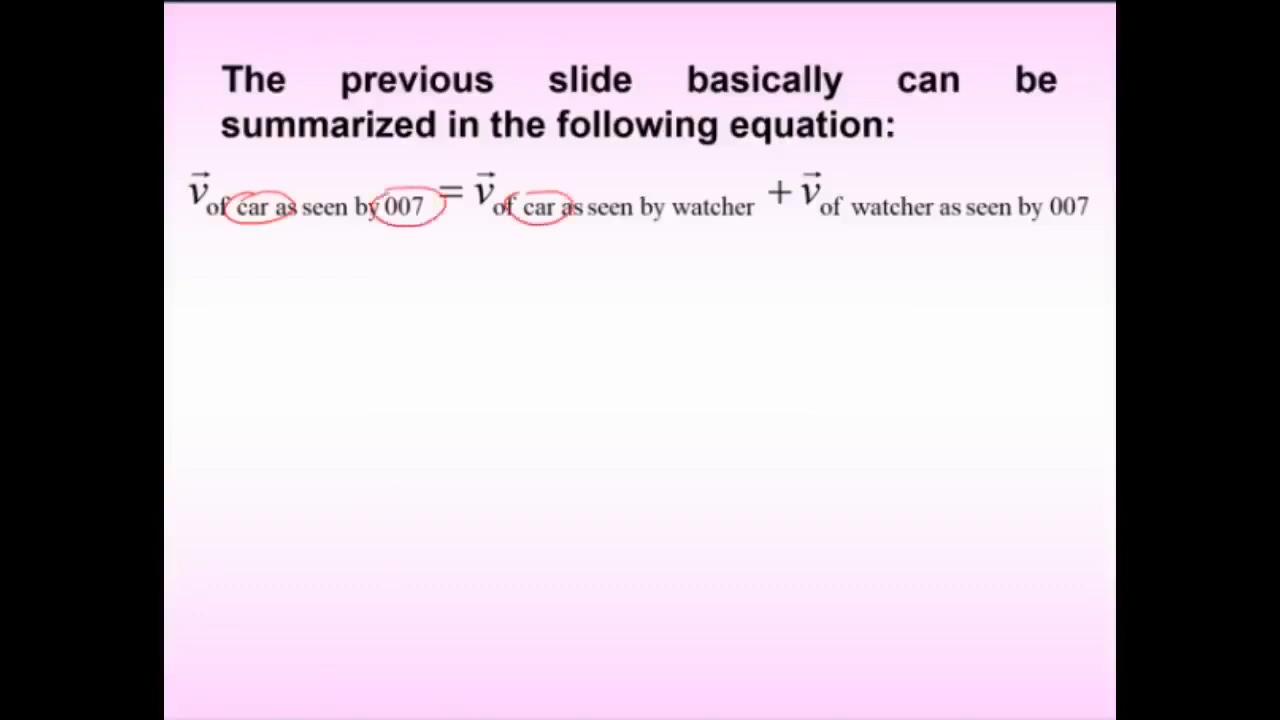 The previous slide basically can be
summarized in the following equation:
v⃗ of car as seen by 007 = v⃗ of car as seen by watcher + v⃗ of watcher as seen by 007